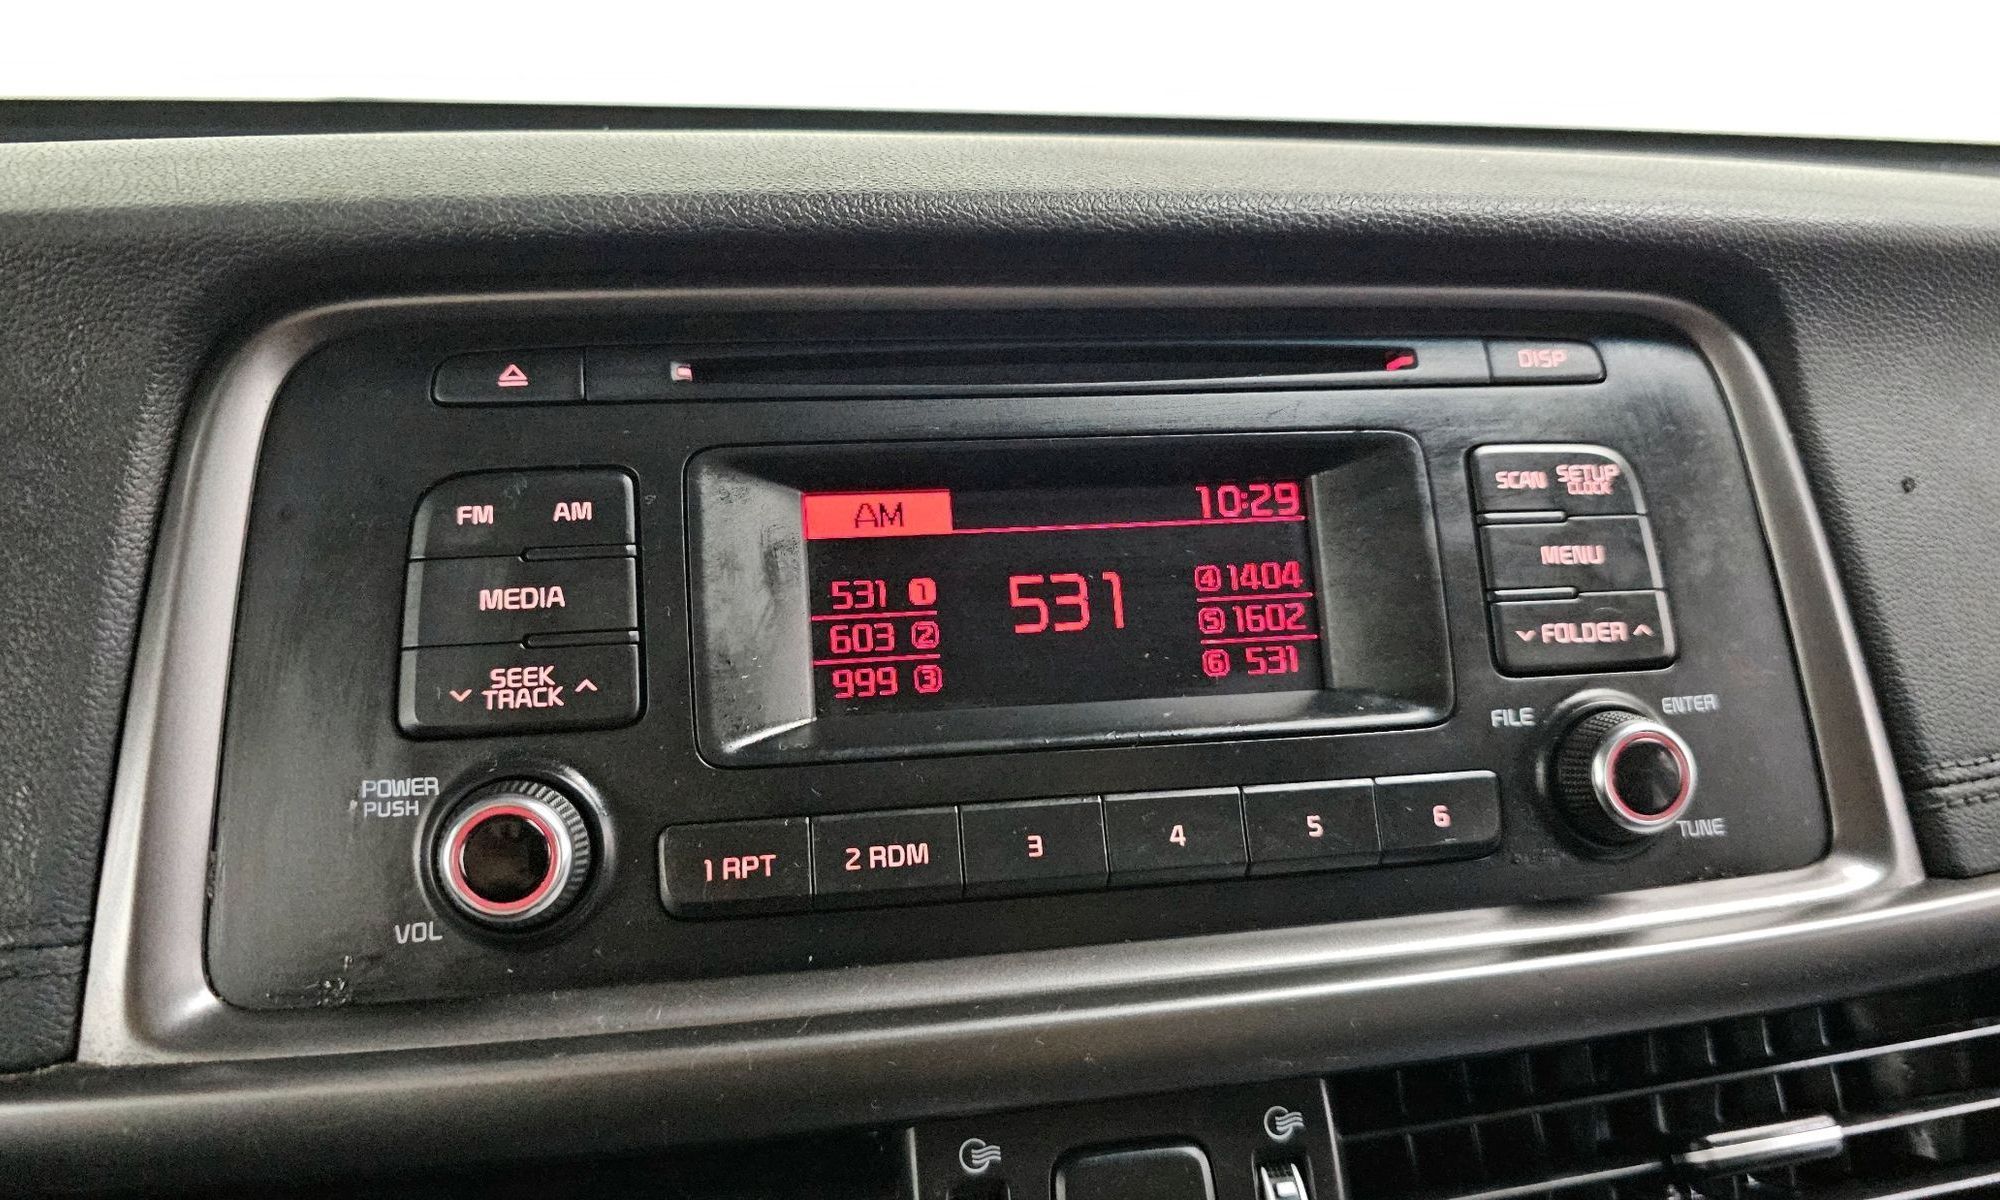 DISP
FM AM
MEDIA
SEEK
TRACK
POWER
PUSH
VOL
AM 10:29
531 1
603 2
999 3
531
4 1404
5 1602
6 531
SCAN SETUP
CLOCK
MENU
FOLDER
FILE
ENTER
TUNE
1 RPT 2 RDM 3 4 5 6